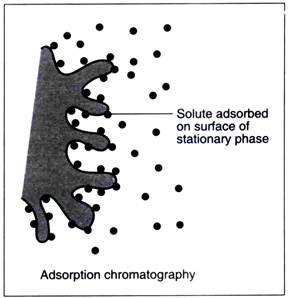 Solute adsorbed
on surface of
stationary phase
Adsorption chromatography